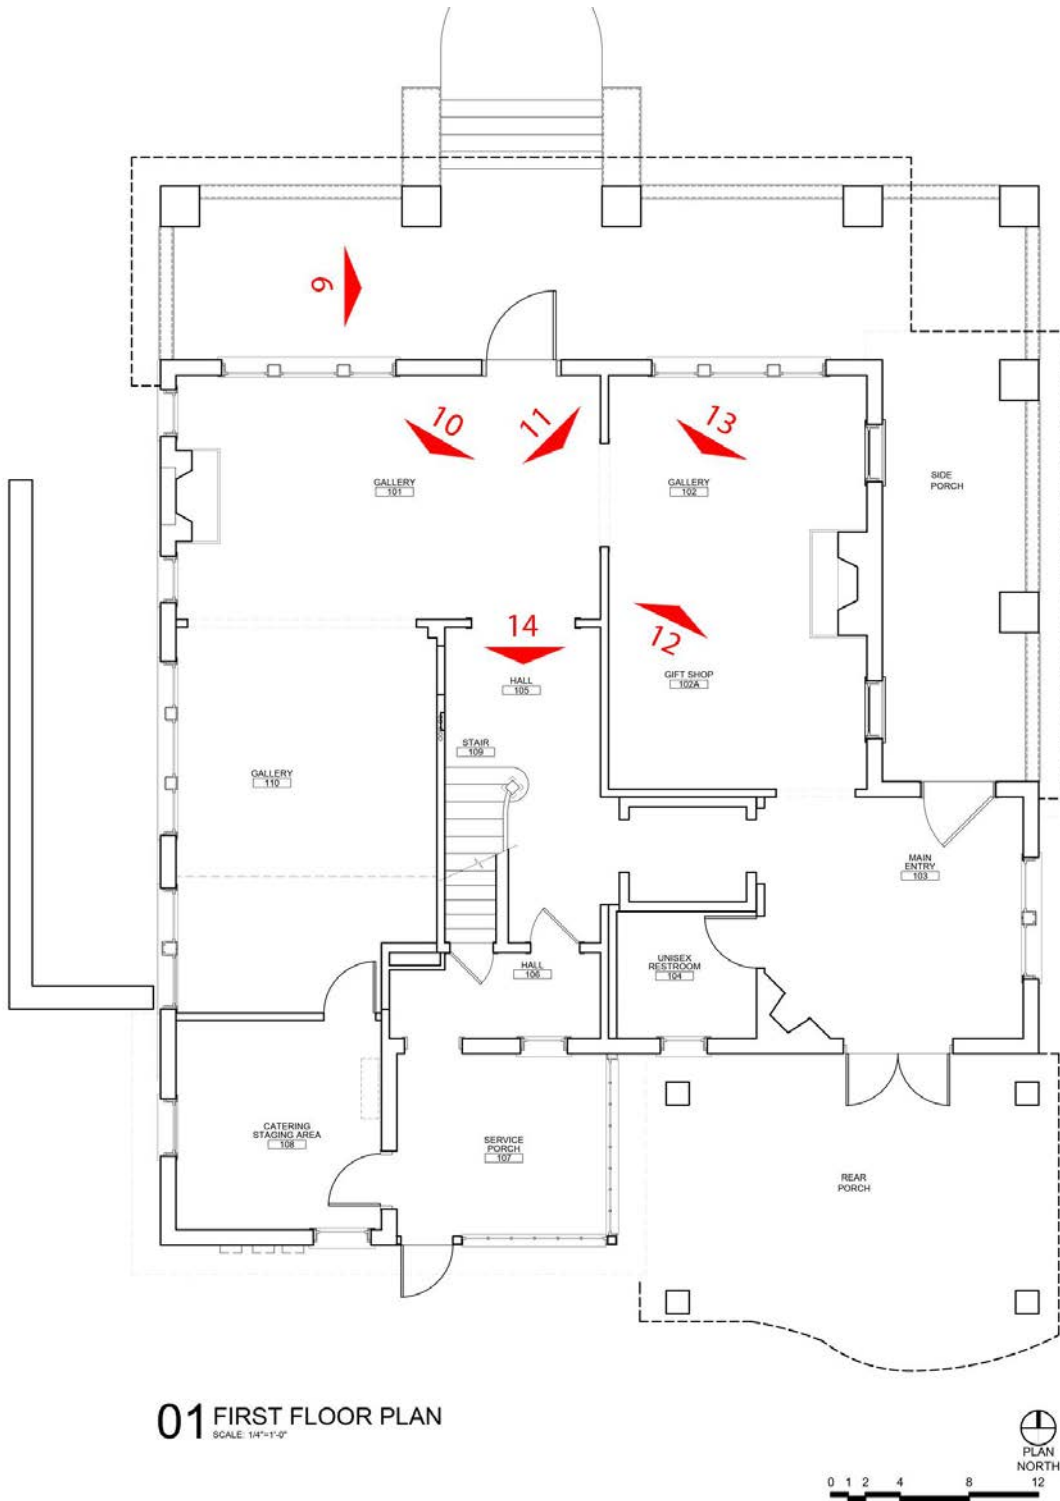 9
10
11
13
GALLERY
101
GALLERY
102
SIDE
PORCH
14
12
HALL
105
GIFT SHOP
102A
STAIR
109
GALLERY
110
MAIN
ENTRY
103
HALL
106
UNISEX
RESTROOM
104
CATERING
STAGING AREA
108
SERVICE
PORCH
107
REAR
PORCH
01 FIRST FLOOR PLAN
SCALE: 1/4"=1'-0"
PLAN
NORTH
0 1 2 4 8 12